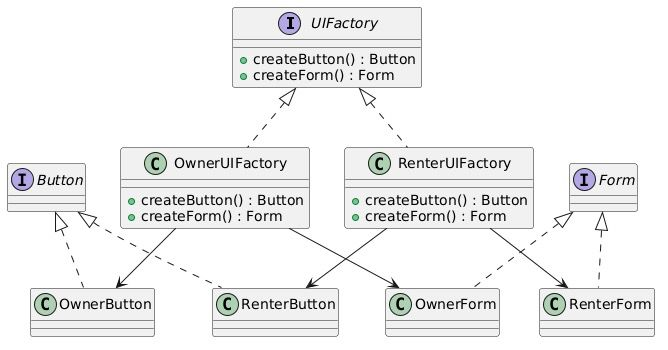 I UIFactory
createButton() : Button
createForm() : Form
I Button
C OwnerUIFactory
createButton() : Button
createForm() : Form
C RenterUIFactory
createButton() : Button
createForm() : Form
I Form
C OwnerButton
C RenterButton
C OwnerForm
C RenterForm